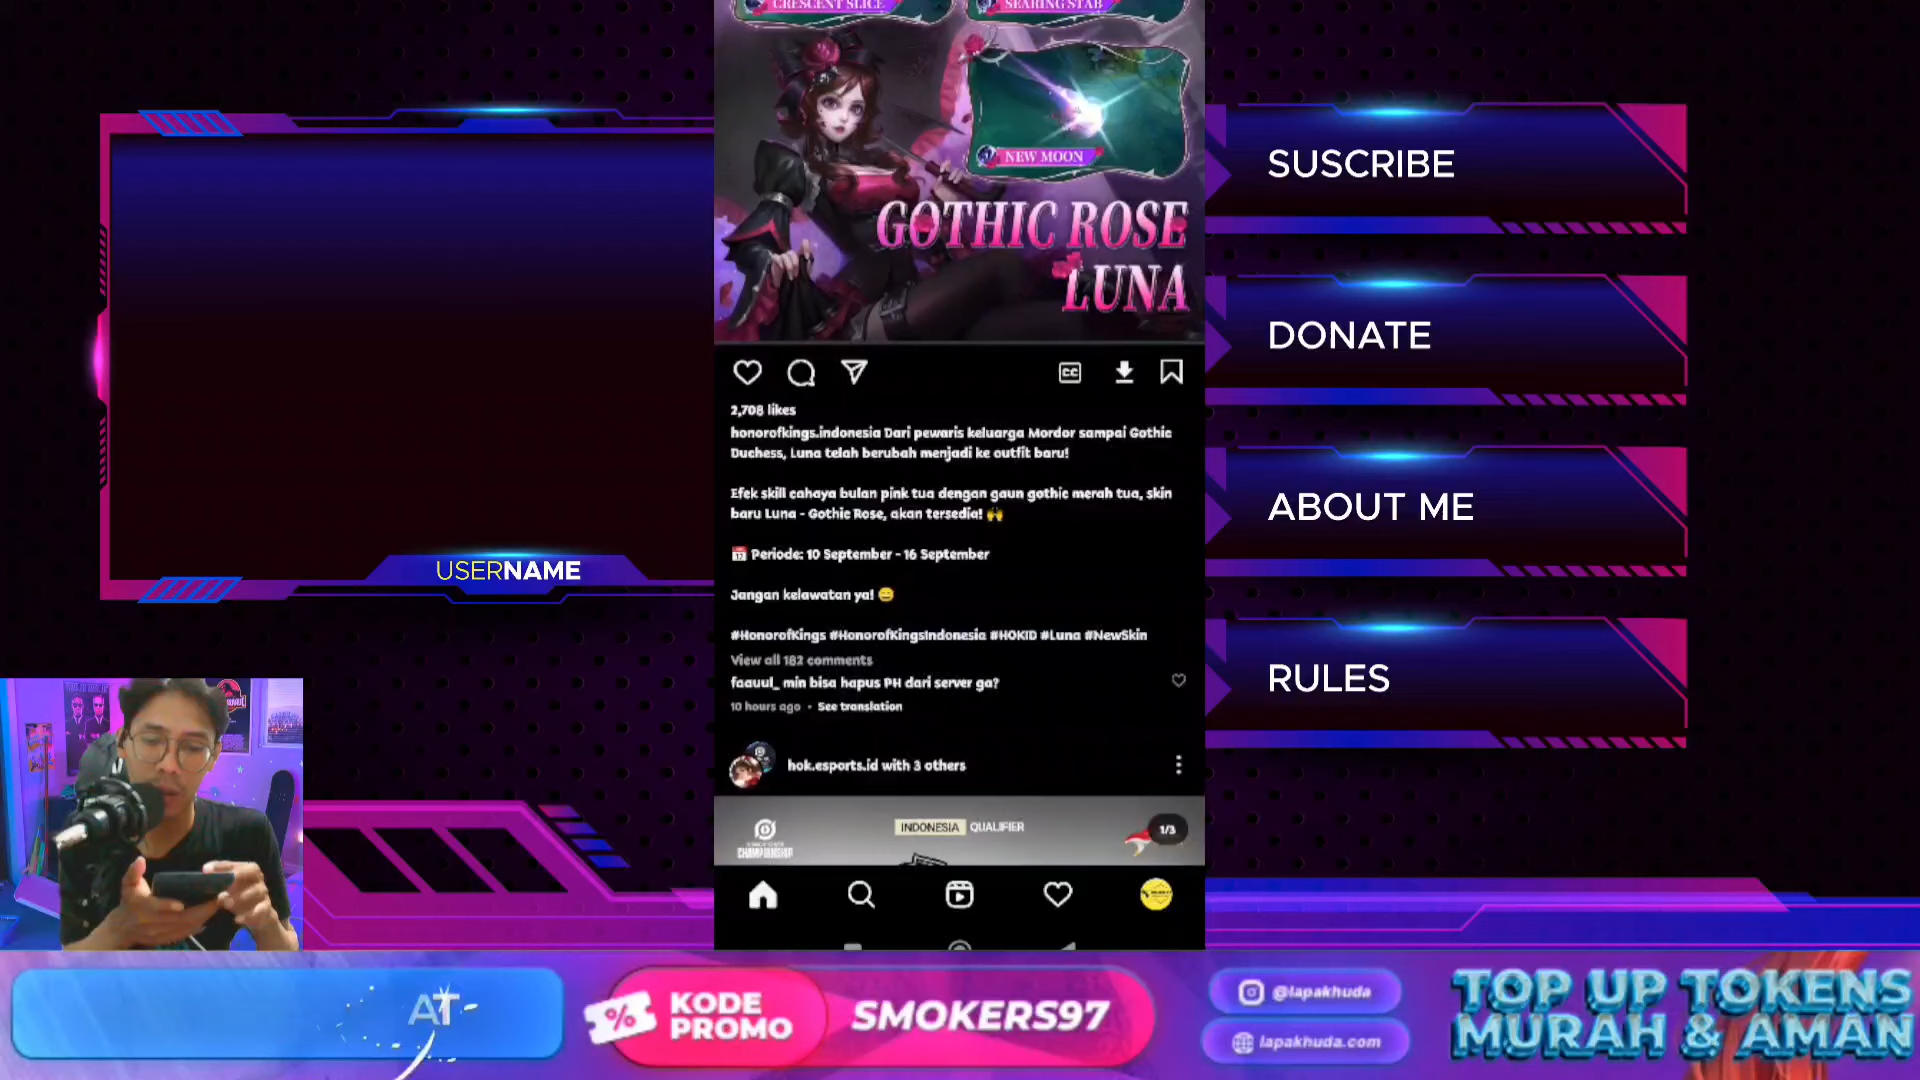 CRESCENT SLICE
SEARING STAB
NEW MOON
GOTHIC ROSE
LUNA
CC
2,708 likes
honorofkings.indonesia Dari pewaris keluarga Mordor sampai Gothic
Duchess, Luna telah berubah menjadi ke outfit baru!
Efek skill cahaya bulan pink tua dengan gaun gothic merah tua, skin
baru Luna - Gothic Rose, akan tersedia! 🙌
📅 Periode: 10 September - 16 September
Jangan kelawatan ya! 😄
#HonorofKings #HonorofKingsIndonesia #HOKID #Luna #NewSkin
View all 182 comments
faauul_ min bisa hapus PH dari server ga?
10 hours ago • See translation
hok.esports.id with 3 others
CHAMPIONSHIP
INDONESIA QUALIFIER
1/3
USERNAME
SUSCRIBE
DONATE
ABOUT ME
RULES
AT
% KODE
PROMO
SMOKERS97
@lapakhuda
lapakhuda.com
TOP UP TOKENS
MURAH & AMAN